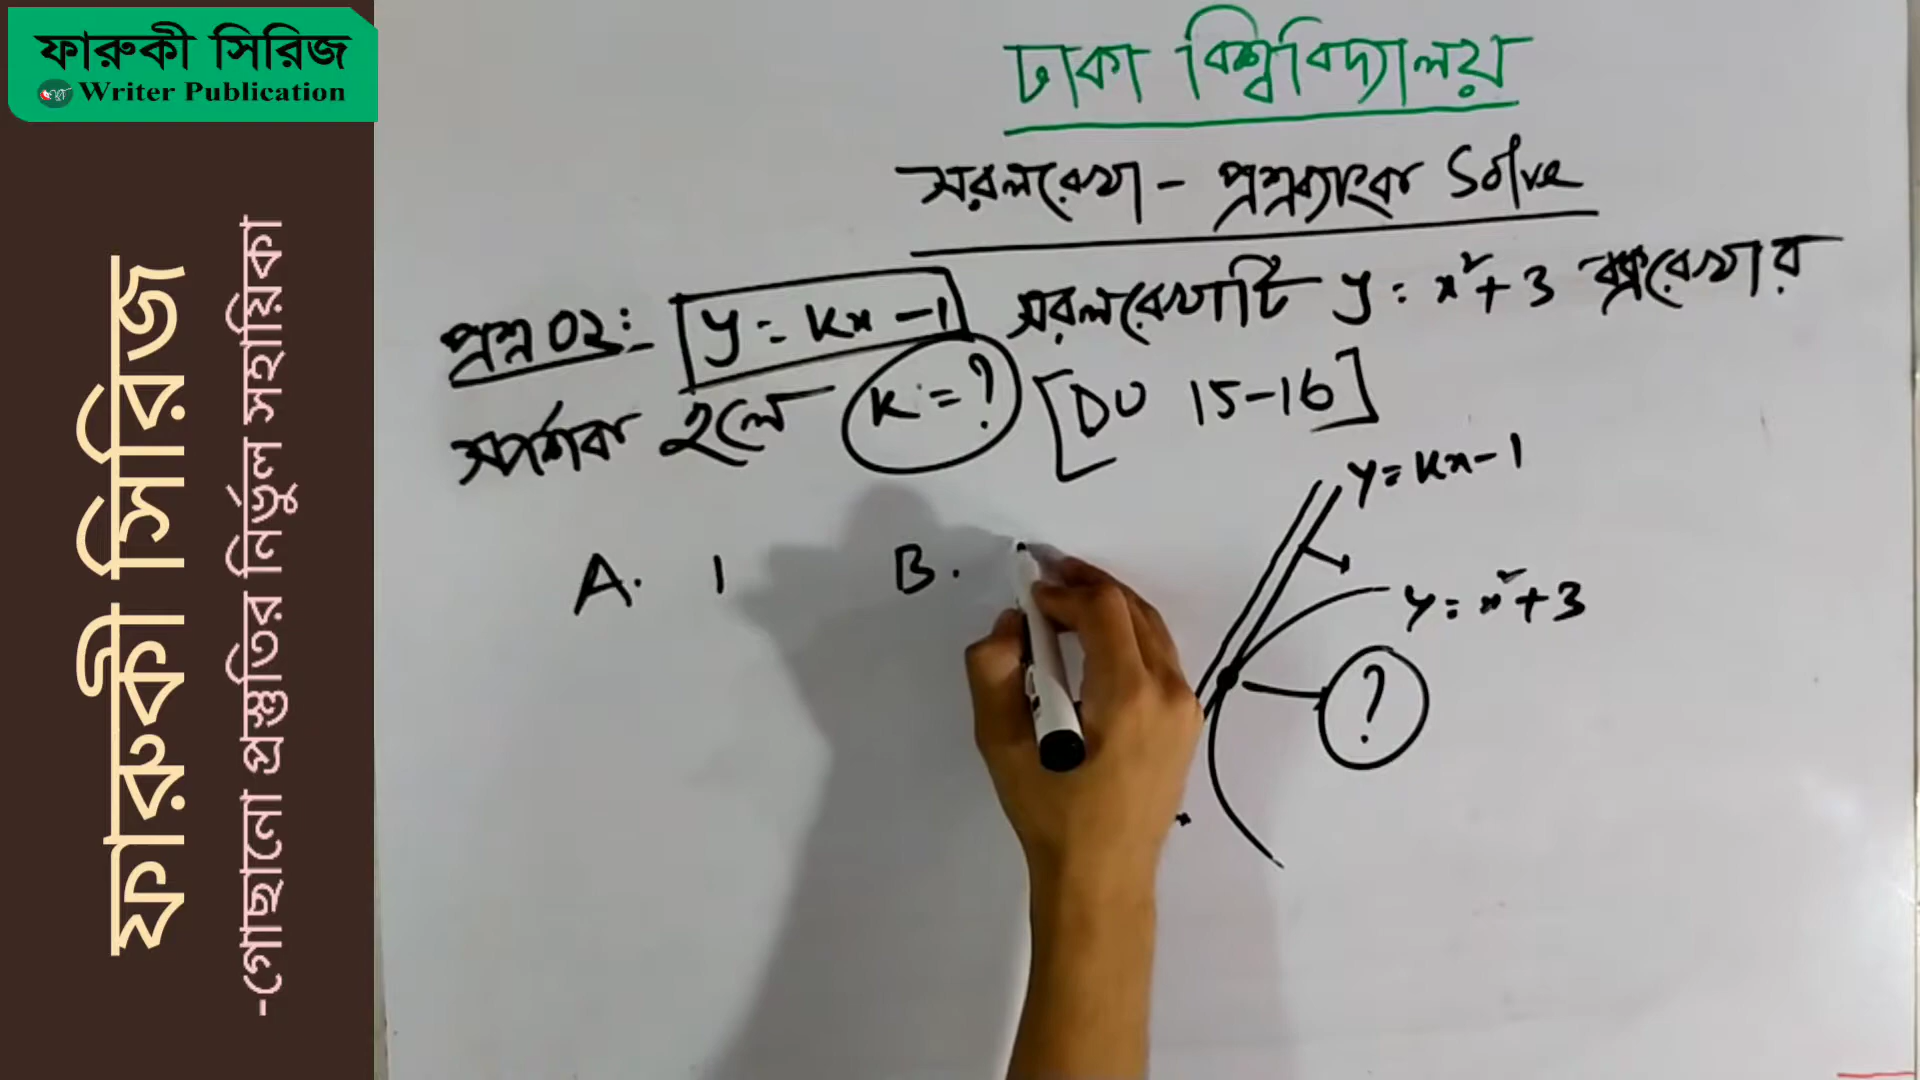 ফারুকী সিরিজ
Writer Publication
ফারুকী সিরিজ
-গোছানো প্রস্তুতির নির্ভুল সহায়িকা
ঢাকা বিশ্ববিদ্যালয়
সরলরেখা - প্রশ্নব্যাংক Solve
প্রশ্ন ০২: y = kx - 1 সরলরেখাটি y = x² + 3 বক্ররেখার
স্পর্শক হলে k = ? [DU 15-16]
y = kx - 1
A. 1 B.
y = x² + 3
?